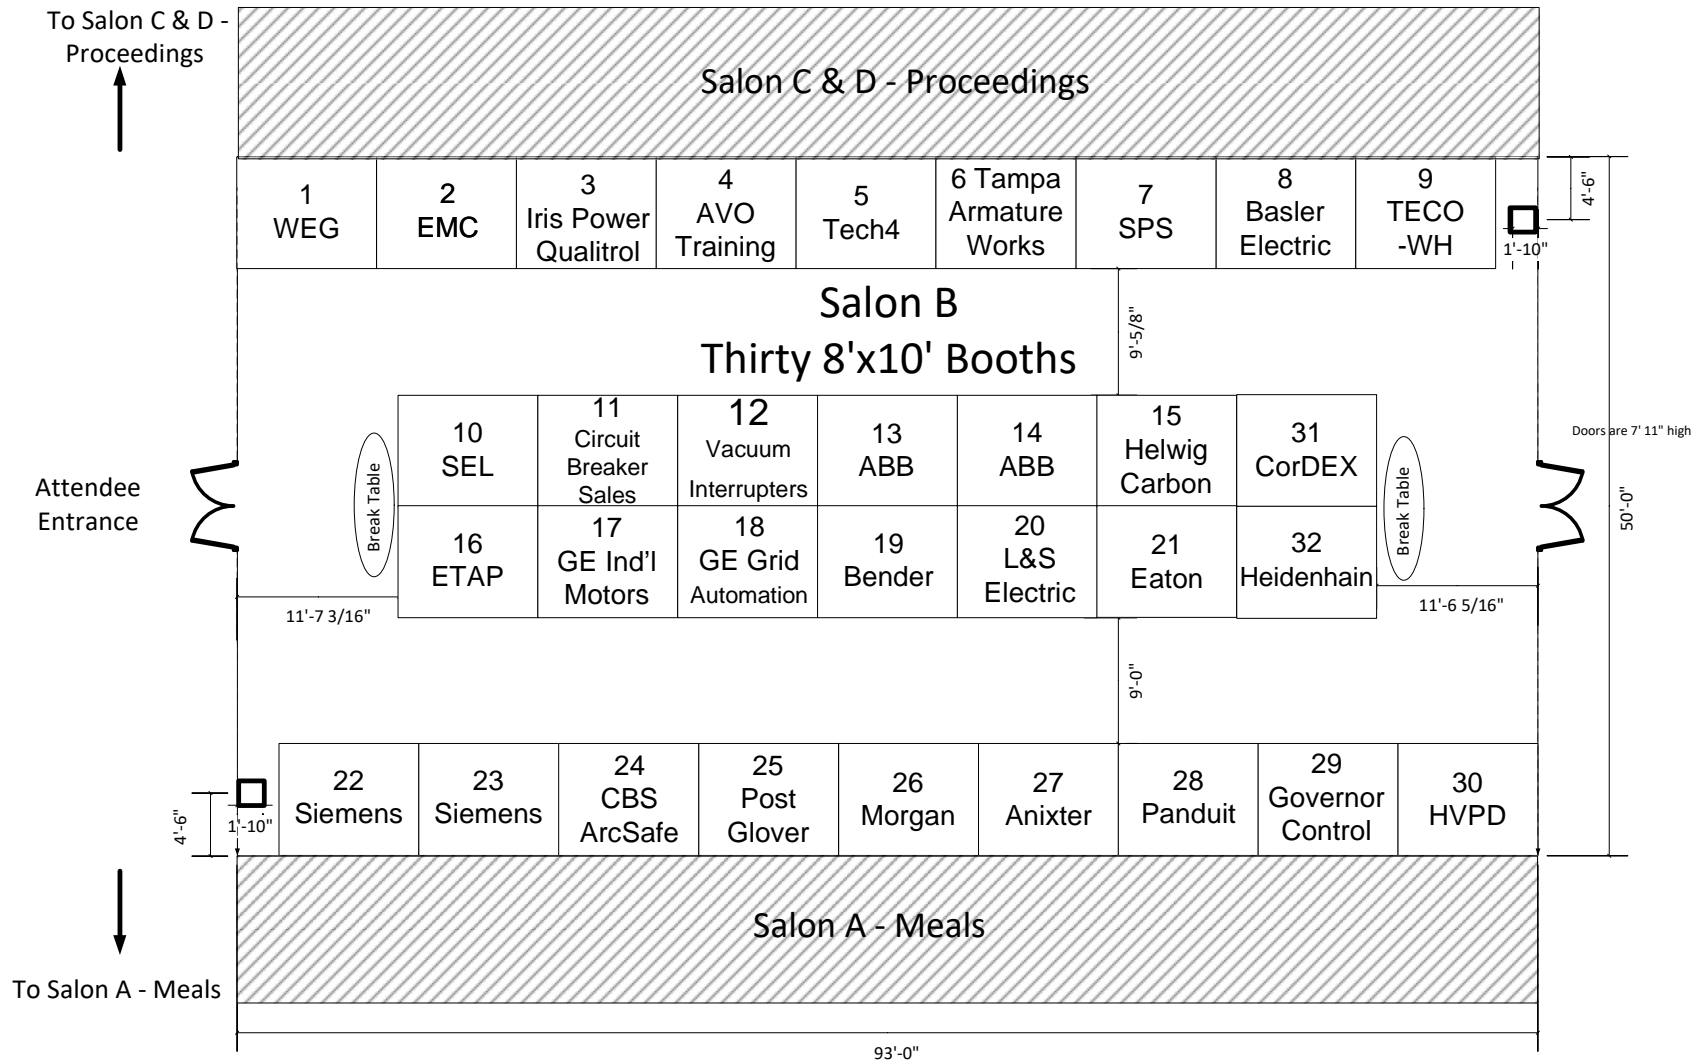 To Salon C & D -
Proceedings
Salon C & D - Proceedings
1
WEG
2
EMC
3
Iris Power
Qualitrol
4
AVO
Training
5
Tech4
6 Tampa
Armature
Works
7
SPS
8
Basler
Electric
9
TECO
-WH
4'-6"
1'-10"
Salon B
Thirty 8'x10' Booths
9'-5/8"
10
SEL
11
Circuit
Breaker
Sales
12
Vacuum
Interrupters
13
ABB
14
ABB
15
Helwig
Carbon
31
CorDEX
Doors are 7' 11" high
Attendee
Entrance
Break Table
Break Table
50'-0"
16
ETAP
17
GE Ind’l
Motors
18
GE Grid
Automation
19
Bender
20
L&S
Electric
21
Eaton
32
Heidenhain
11'-7 3/16"
11'-6 5/16"
9'-0"
22
Siemens
23
Siemens
24
CBS
ArcSafe
25
Post
Glover
26
Morgan
27
Anixter
28
Panduit
29
Governor
Control
30
HVPD
4'-6"
1'-10"
Salon A - Meals
To Salon A - Meals
93'-0"